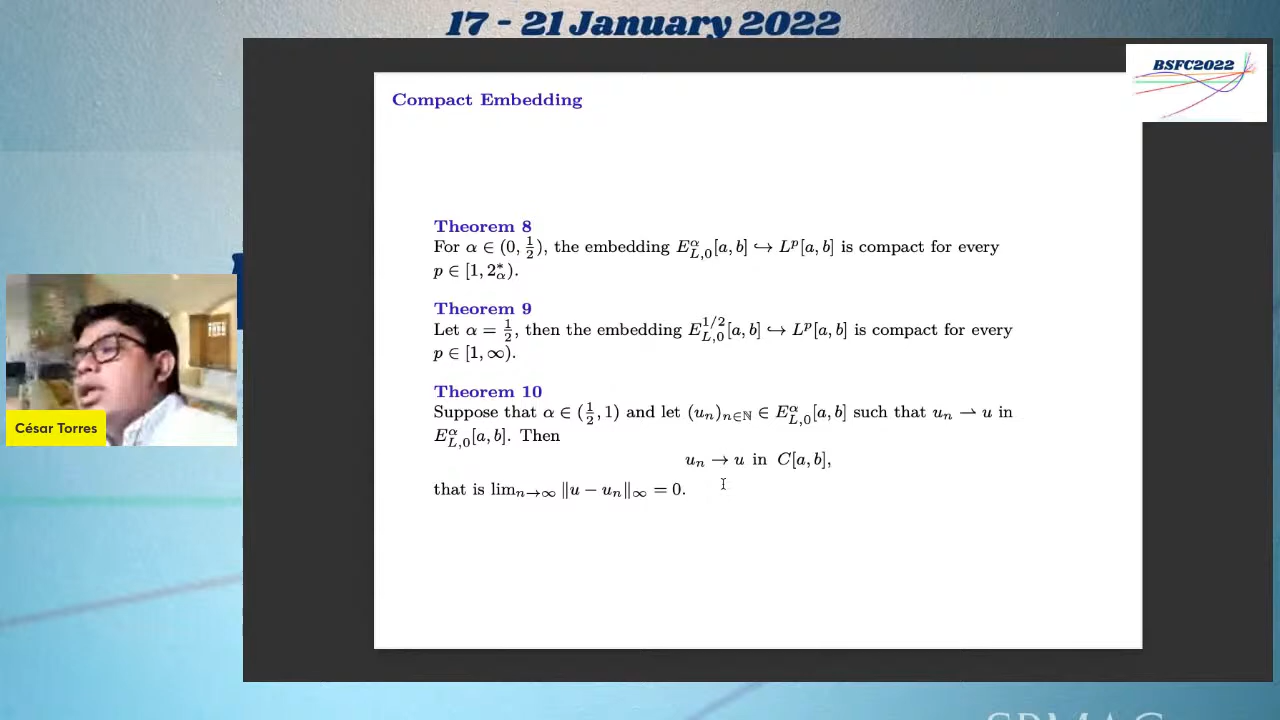 17 - 21 January 2022
BSFC2022
Compact Embedding
Theorem 8
For α ∈ (0, 1/2), the embedding E^α_{L,0}[a, b] ↪ L^p[a, b] is compact for every
p ∈ [1, 2*_α).
Theorem 9
Let α = 1/2, then the embedding E^{1/2}_{L,0}[a, b] ↪ L^p[a, b] is compact for every
p ∈ [1, ∞).
Theorem 10
Suppose that α ∈ (1/2, 1) and let (u_n)_{n∈ℕ} ∈ E^α_{L,0}[a, b] such that u_n ⇀ u in
E^α_{L,0}[a, b]. Then
u_n → u in C[a, b],
that is lim_{n→∞} ‖u − u_n‖_∞ = 0.
César Torres